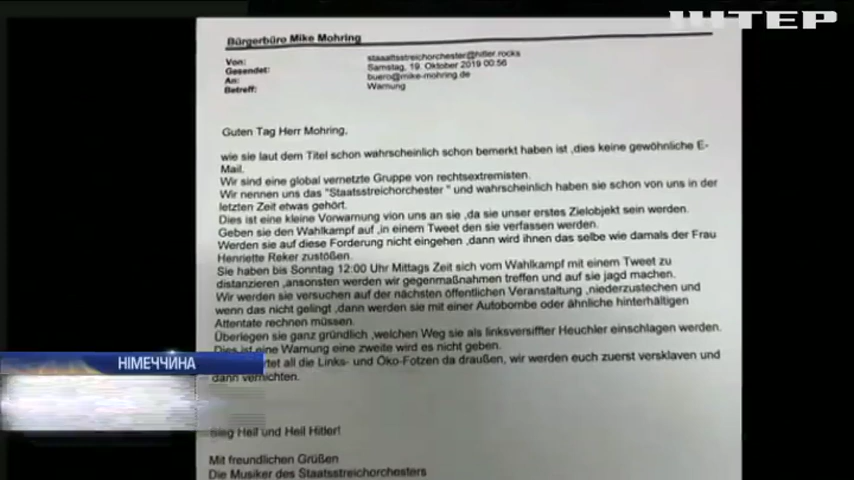 ІНТЕР
Bürgerbüro Mike Mohring
Von: staaattsstreichorchester@hitler.rocks
Gesendet: Samstag, 19. Oktober 2019 00:56
An: buero@mike-mohring.de
Betreff: Warnung
Guten Tag Herr Mohring,
wie sie laut dem Titel schon wahrscheinlich schon bemerkt haben ist ,dies keine gewöhnliche E-
Mail.
Wir sind eine global vernetzte Gruppe von rechtsextremisten.
Wir nennen uns das "Staatsstreichorchester " und wahrscheinlich haben sie schon von uns in der
letzten Zeit etwas gehört.
Dies ist eine kleine Vorwarnung vion uns an sie ,da sie unser erstes Zielobjekt sein werden.
Geben sie den Wahlkampf auf ,in einem Tweet den sie verfassen werden.
Werden sie auf diese Forderung nicht eingehen ,dann wird ihnen das selbe wie damals der Frau
Henriette Reker zustoßen.
Sie haben bis Sonntag 12:00 Uhr Mittags Zeit sich vom Wahlkampf mit einem Tweet zu
distanzieren ,ansonsten werden wir gegenmaßnahmen treffen und auf sie jagd machen.
Wir werden sie versuchen auf der nächsten öffentlichen Veranstaltung ,niederzustechen und
wenn das nicht gelingt ,dann werden sie mit einer Autobombe oder ähnliche hinterhältigen
Attentate rechnen müssen.
Überlegen sie ganz gründlich ,welchen Weg sie als linksversiffter Heuchler einschlagen werden.
Dies ist eine Warnung eine zweite wird es nicht geben.
tet all die Links- und Öko-Fotzen da draußen, wir werden euch zuerst versklaven und
dann vernichten.
НІМЕЧЧИНА
Sieg Heil und Heil Hitler!
Mit freundlichen Grüßen
Die Musiker des Staatsstreichorchesters